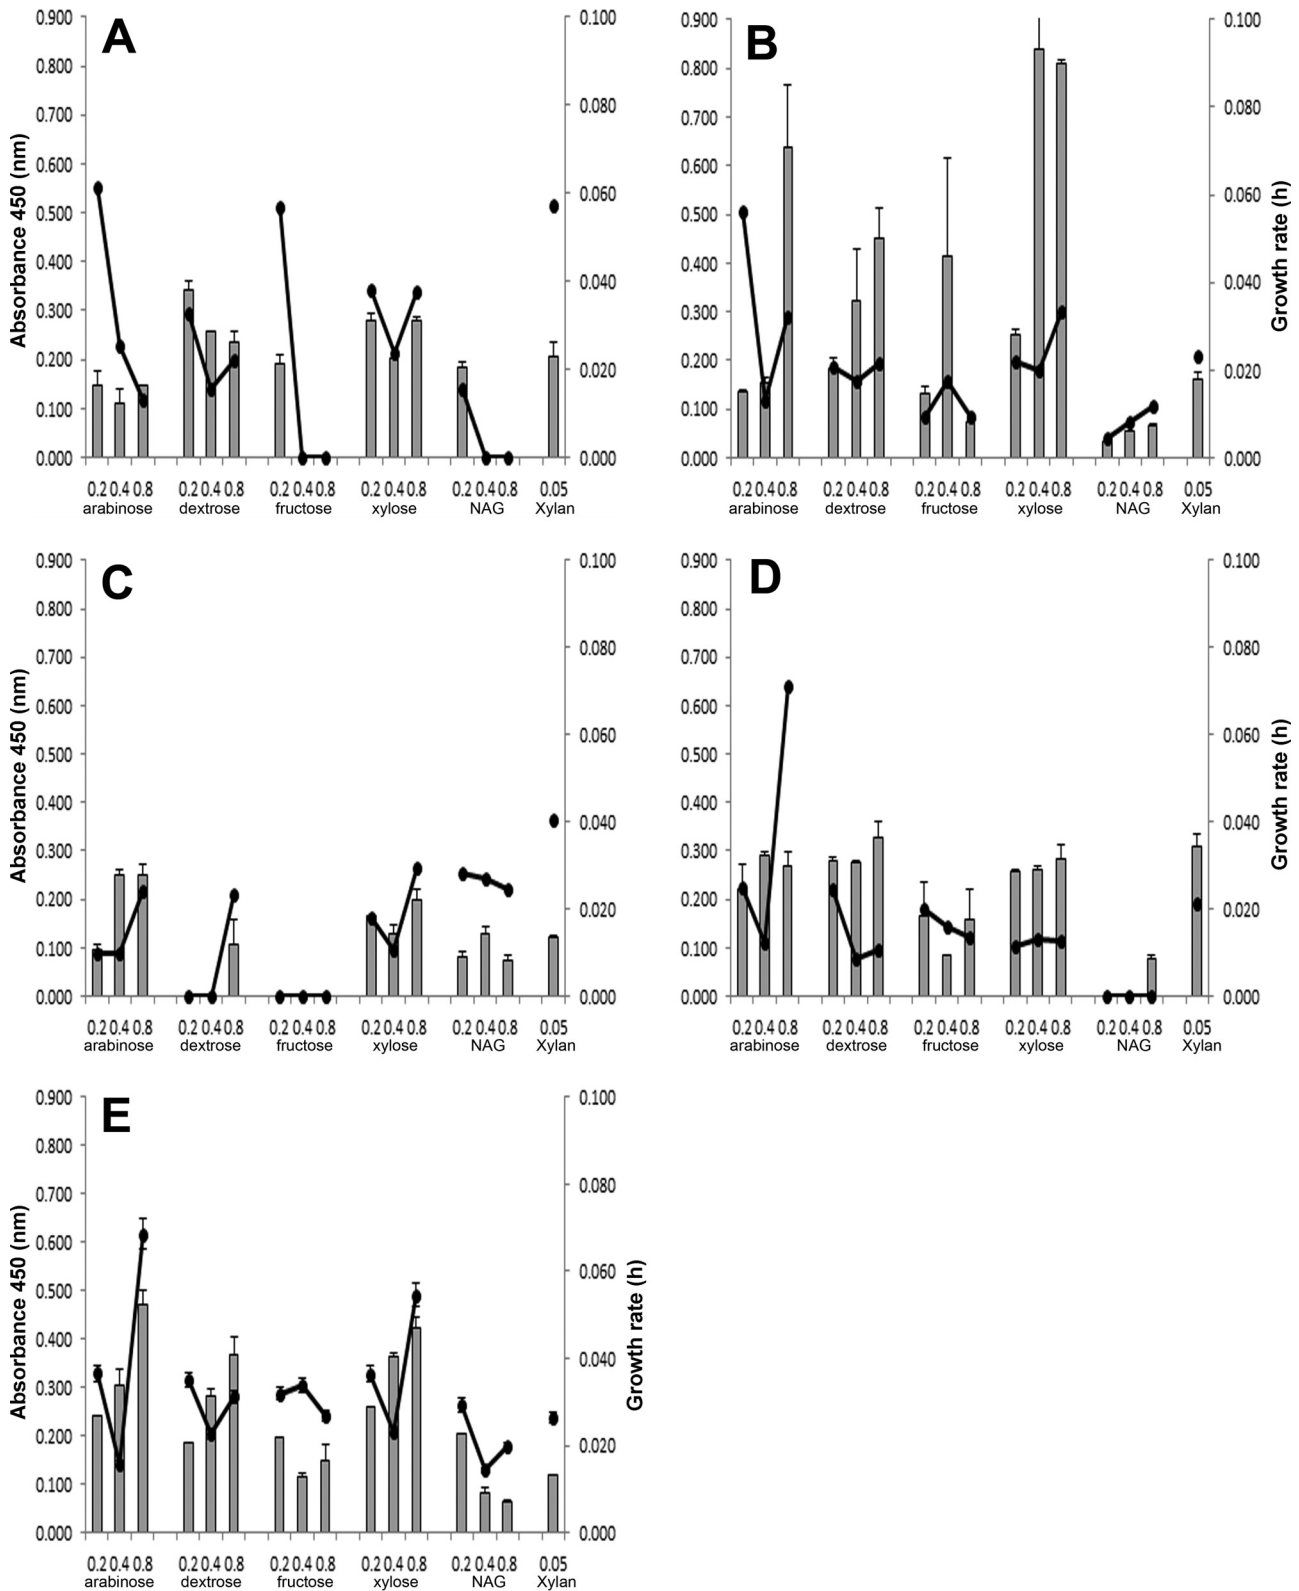 A
B
0.900 0.100 0.900 0.100
0.800 0.800
0.080 0.080
0.700 0.700
0.600 0.600
0.060 0.060
0.500 0.500
0.400 0.400
0.040 0.040
0.300 0.300
0.200 0.020 0.200 0.020
0.100 0.100
0.000 0.000 0.000 0.000
Absorbance 450 (nm)
Growth rate (h)
0.2 0.4 0.8 0.2 0.4 0.8 0.2 0.4 0.8 0.2 0.4 0.8 0.2 0.4 0.8 0.05
arabinose dextrose fructose xylose NAG Xylan
0.2 0.4 0.8 0.2 0.4 0.8 0.2 0.4 0.8 0.2 0.4 0.8 0.2 0.4 0.8 0.05
arabinose dextrose fructose xylose NAG Xylan
C
D
0.900 0.100 0.900 0.100
0.800 0.800
0.080 0.080
0.700 0.700
0.600 0.600
0.060 0.060
0.500 0.500
0.400 0.040 0.400 0.040
0.300 0.300
0.200 0.020 0.200 0.020
0.100 0.100
0.000 0.000 0.000 0.000
Absorbance 450 (nm)
Growth rate (h)
0.2 0.4 0.8 0.2 0.4 0.8 0.2 0.4 0.8 0.2 0.4 0.8 0.2 0.4 0.8 0.05
arabinose dextrose fructose xylose NAG Xylan
0.2 0.4 0.8 0.2 0.4 0.8 0.2 0.4 0.8 0.2 0.4 0.8 0.2 0.4 0.8 0.05
arabinose dextrose fructose xylose NAG Xylan
E
0.900 0.100
0.800
0.080
0.700
0.600
0.060
0.500
0.400
0.040
0.300
0.200 0.020
0.100
0.000 0.000
Absorbance 450 (nm)
Growth rate (h)
0.2 0.4 0.8 0.2 0.4 0.8 0.2 0.4 0.8 0.2 0.4 0.8 0.2 0.4 0.8 0.05
arabinose dextrose fructose xylose NAG Xylan